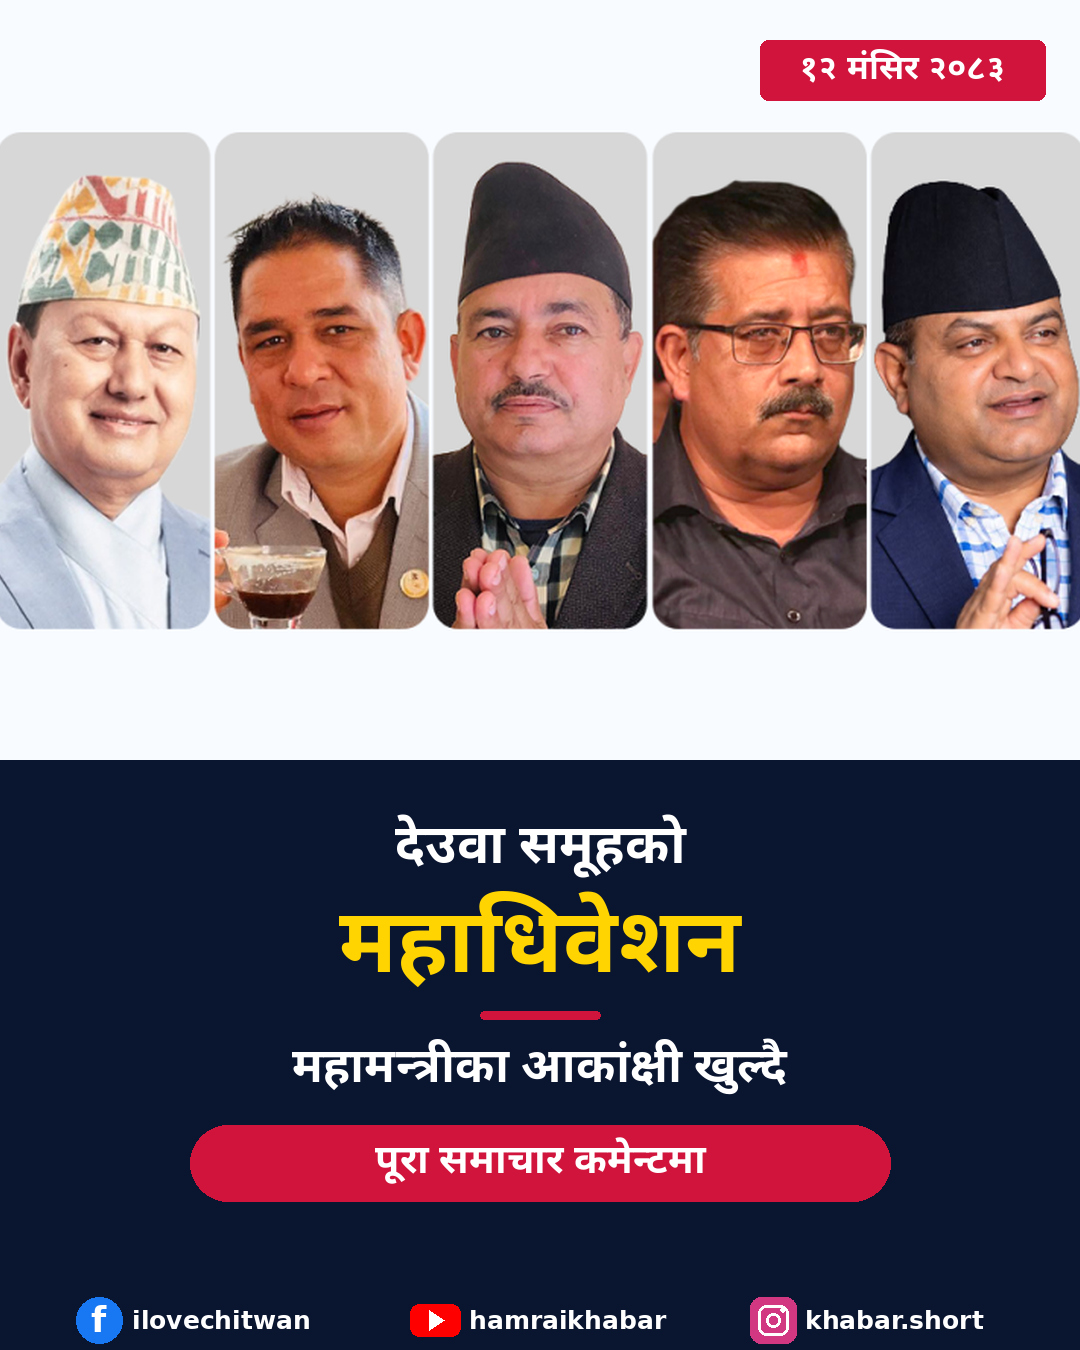 १२ मंसिर २०८३
देउवा समूहको
महाधिवेशन
महामन्त्रीका आकांक्षी खुल्दै
पूरा समाचार कमेन्टमा
ilovechitwan
hamraikhabar
khabar.short